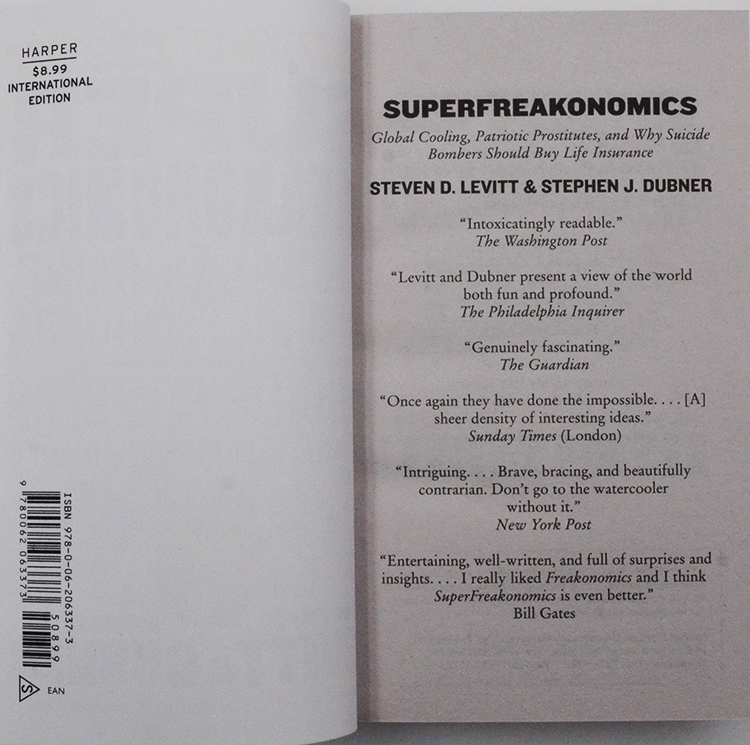 HARPER
$8.99
INTERNATIONAL
EDITION
ISBN 978-0-06-206337-3
9 780062 063373
50899
S
EAN
SUPERFREAKONOMICS
Global Cooling, Patriotic Prostitutes, and Why Suicide
Bombers Should Buy Life Insurance
STEVEN D. LEVITT & STEPHEN J. DUBNER
“Intoxicatingly readable.”
The Washington Post
“Levitt and Dubner present a view of the world
both fun and profound.”
The Philadelphia Inquirer
“Genuinely fascinating.”
The Guardian
“Once again they have done the impossible. . . . [A]
sheer density of interesting ideas.”
Sunday Times (London)
“Intriguing. . . . Brave, bracing, and beautifully
contrarian. Don’t go to the watercooler
without it.”
New York Post
“Entertaining, well-written, and full of surprises and
insights. . . . I really liked Freakonomics and I think
SuperFreakonomics is even better.”
Bill Gates